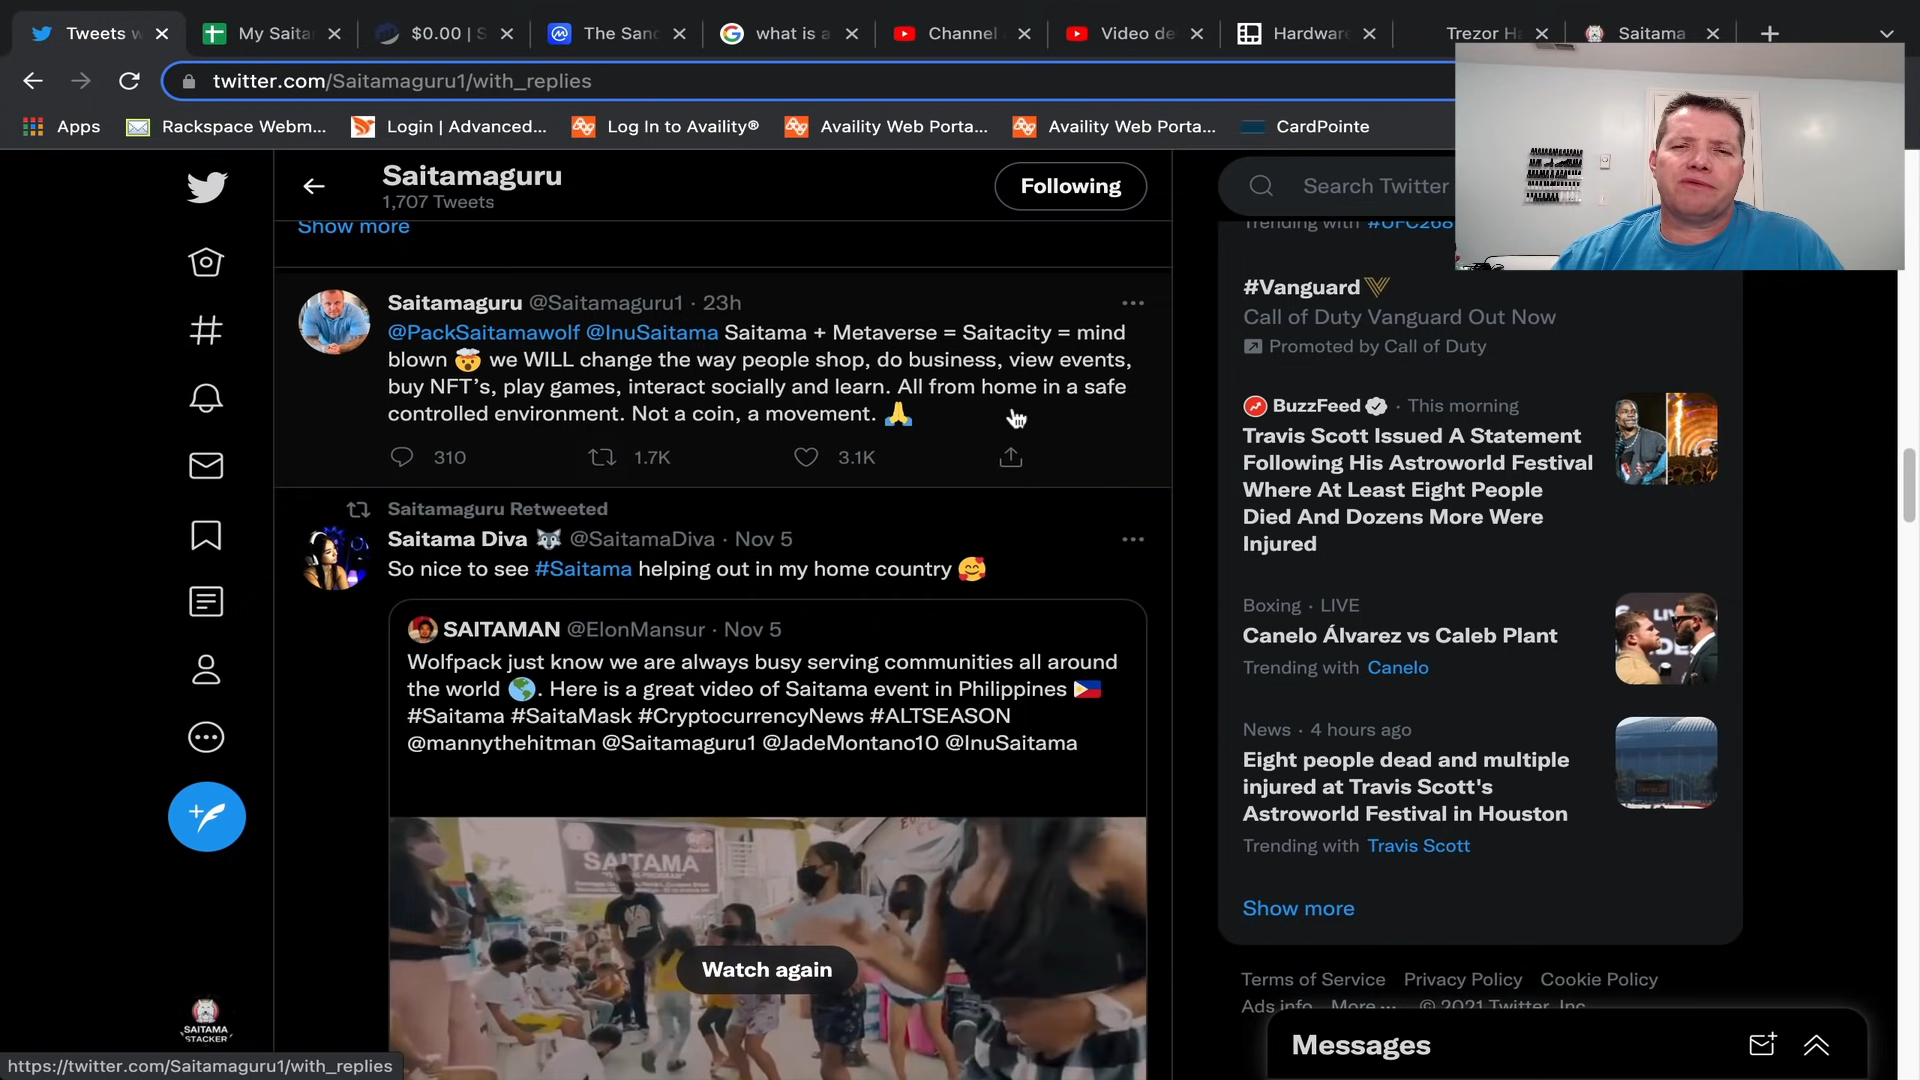 Tweets w
My Saita
$0.00 | S
The Sanc
what is a
Channel
Video de
Hardware
Trezor H
Saitama
twitter.com/Saitamaguru1/with_replies
Apps
Rackspace Webm...
Login | Advanced...
Log In to Availity®
Availity Web Porta...
Availity Web Porta...
CardPointe
Saitamaguru
1,707 Tweets
Following
Search Twitter
Show more
Trending with #UFC268
Saitamaguru @Saitamaguru1 · 23h
@PackSaitamawolf @InuSaitama Saitama + Metaverse = Saitacity = mind
blown 🤯 we WILL change the way people shop, do business, view events,
buy NFT’s, play games, interact socially and learn. All from home in a safe
controlled environment. Not a coin, a movement. 🙏
310
1.7K
3.1K
Saitamaguru Retweeted
Saitama Diva 🐺 @SaitamaDiva · Nov 5
So nice to see #Saitama helping out in my home country 🥰
SAITAMAN @ElonMansur · Nov 5
Wolfpack just know we are always busy serving communities all around
the world 🌎. Here is a great video of Saitama event in Philippines 🇵🇭
#Saitama #SaitaMask #CryptocurrencyNews #ALTSEASON
@mannythehitman @Saitamaguru1 @JadeMontano10 @InuSaitama
SAITAMA
Watch again
#Vanguard
Call of Duty Vanguard Out Now
Promoted by Call of Duty
BuzzFeed · This morning
Travis Scott Issued A Statement
Following His Astroworld Festival
Where At Least Eight People
Died And Dozens More Were
Injured
Boxing · LIVE
Canelo Álvarez vs Caleb Plant
Trending with Canelo
News · 4 hours ago
Eight people dead and multiple
injured at Travis Scott's
Astroworld Festival in Houston
Trending with Travis Scott
Show more
Terms of Service Privacy Policy Cookie Policy
Ads info More ··· © 2021 Twitter, Inc.
Messages
SAITAMA
STACKER
https://twitter.com/Saitamaguru1/with_replies